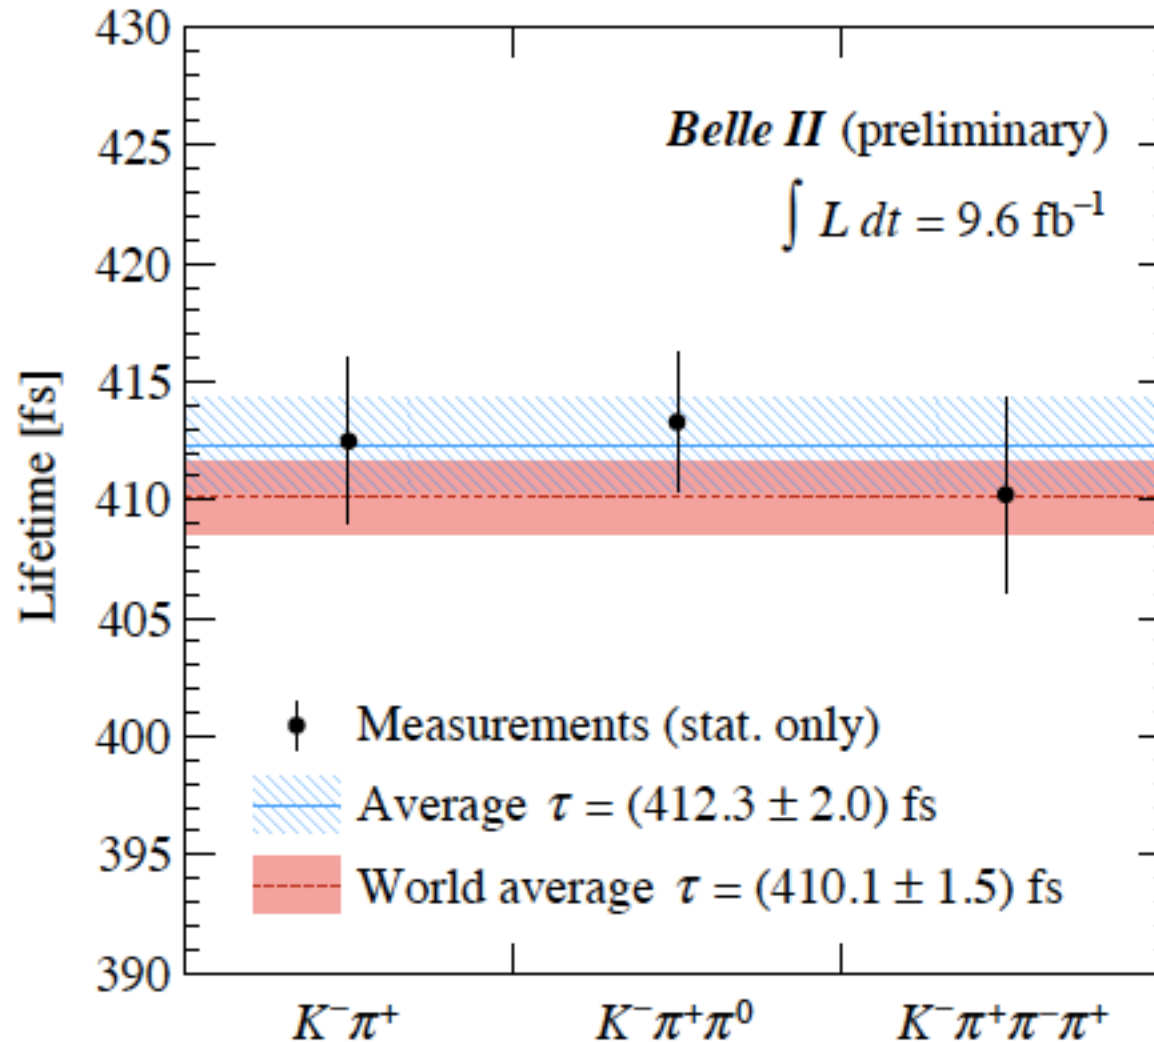 430
425
420
415
410
405
400
395
390
Lifetime [fs]
Belle II (preliminary)
∫ L dt = 9.6 fb⁻¹
Measurements (stat. only)
Average τ = (412.3 ± 2.0) fs
World average τ = (410.1 ± 1.5) fs
K⁻π⁺ K⁻π⁺π⁰ K⁻π⁺π⁻π⁺